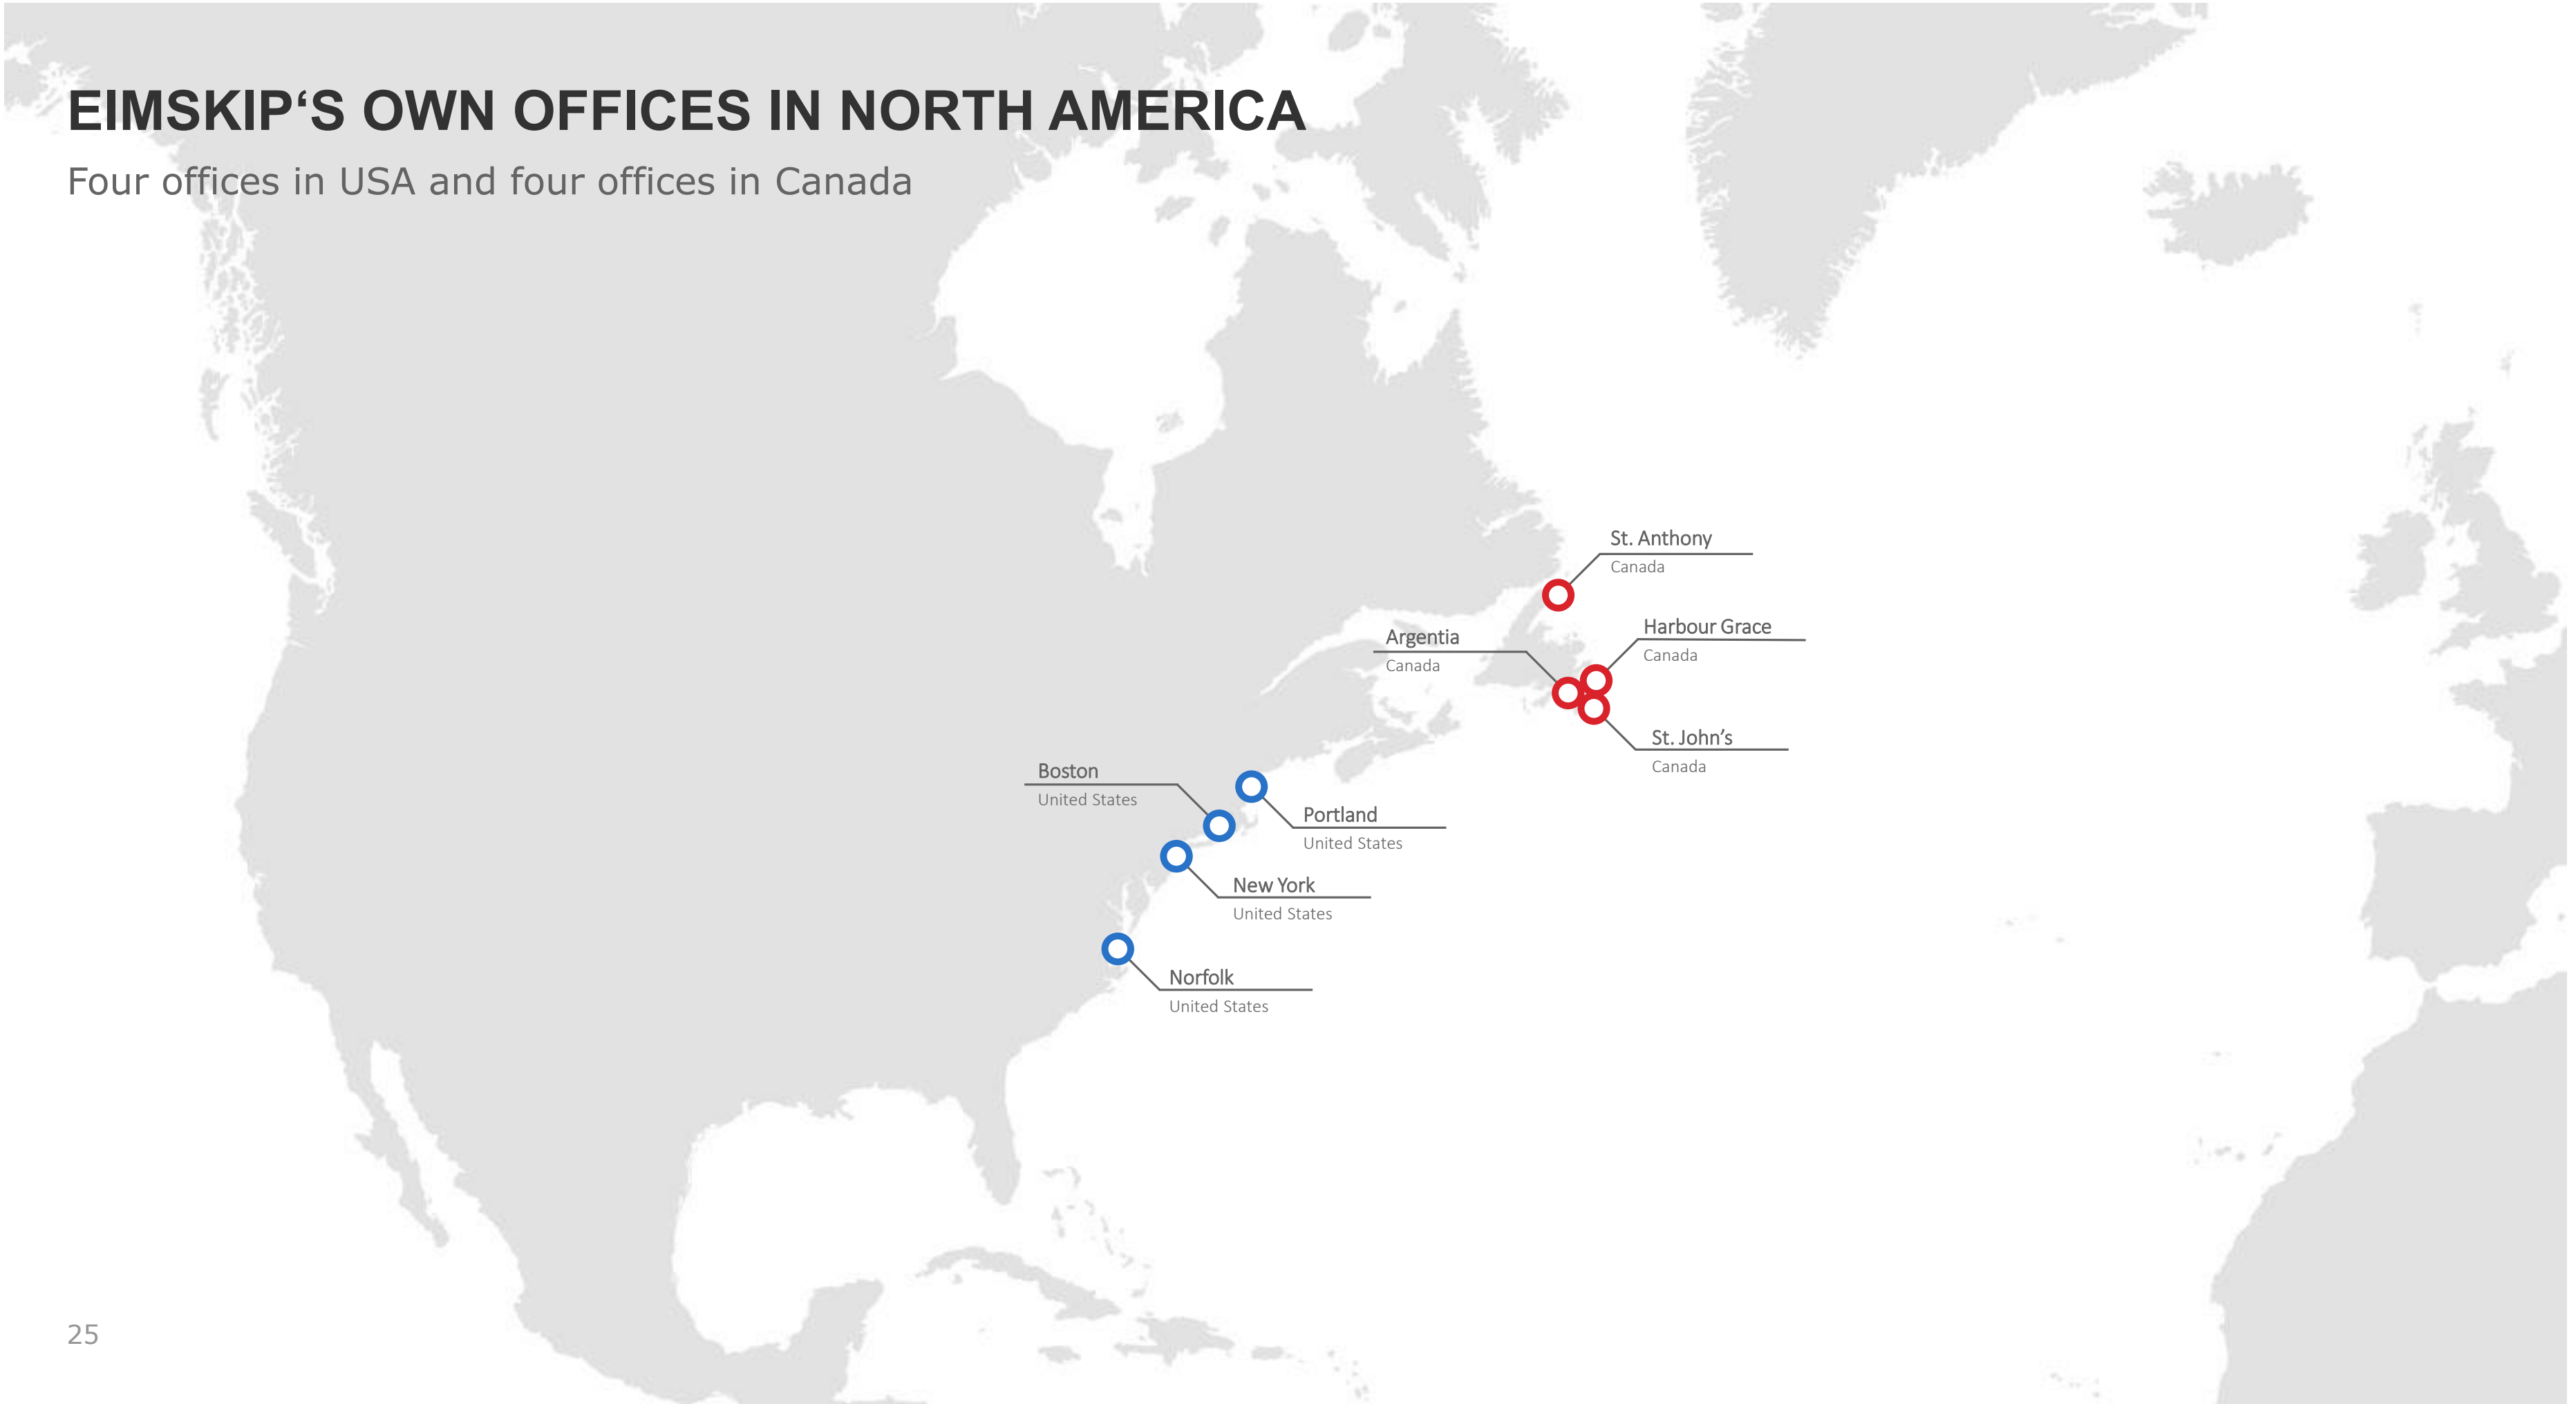 EIMSKIP‘S OWN OFFICES IN NORTH AMERICA
Four offices in USA and four offices in Canada
St. Anthony
Canada
Harbour Grace
Canada
Argentia
Canada
St. John’s
Canada
Boston
United States
Portland
United States
New York
United States
Norfolk
United States
25